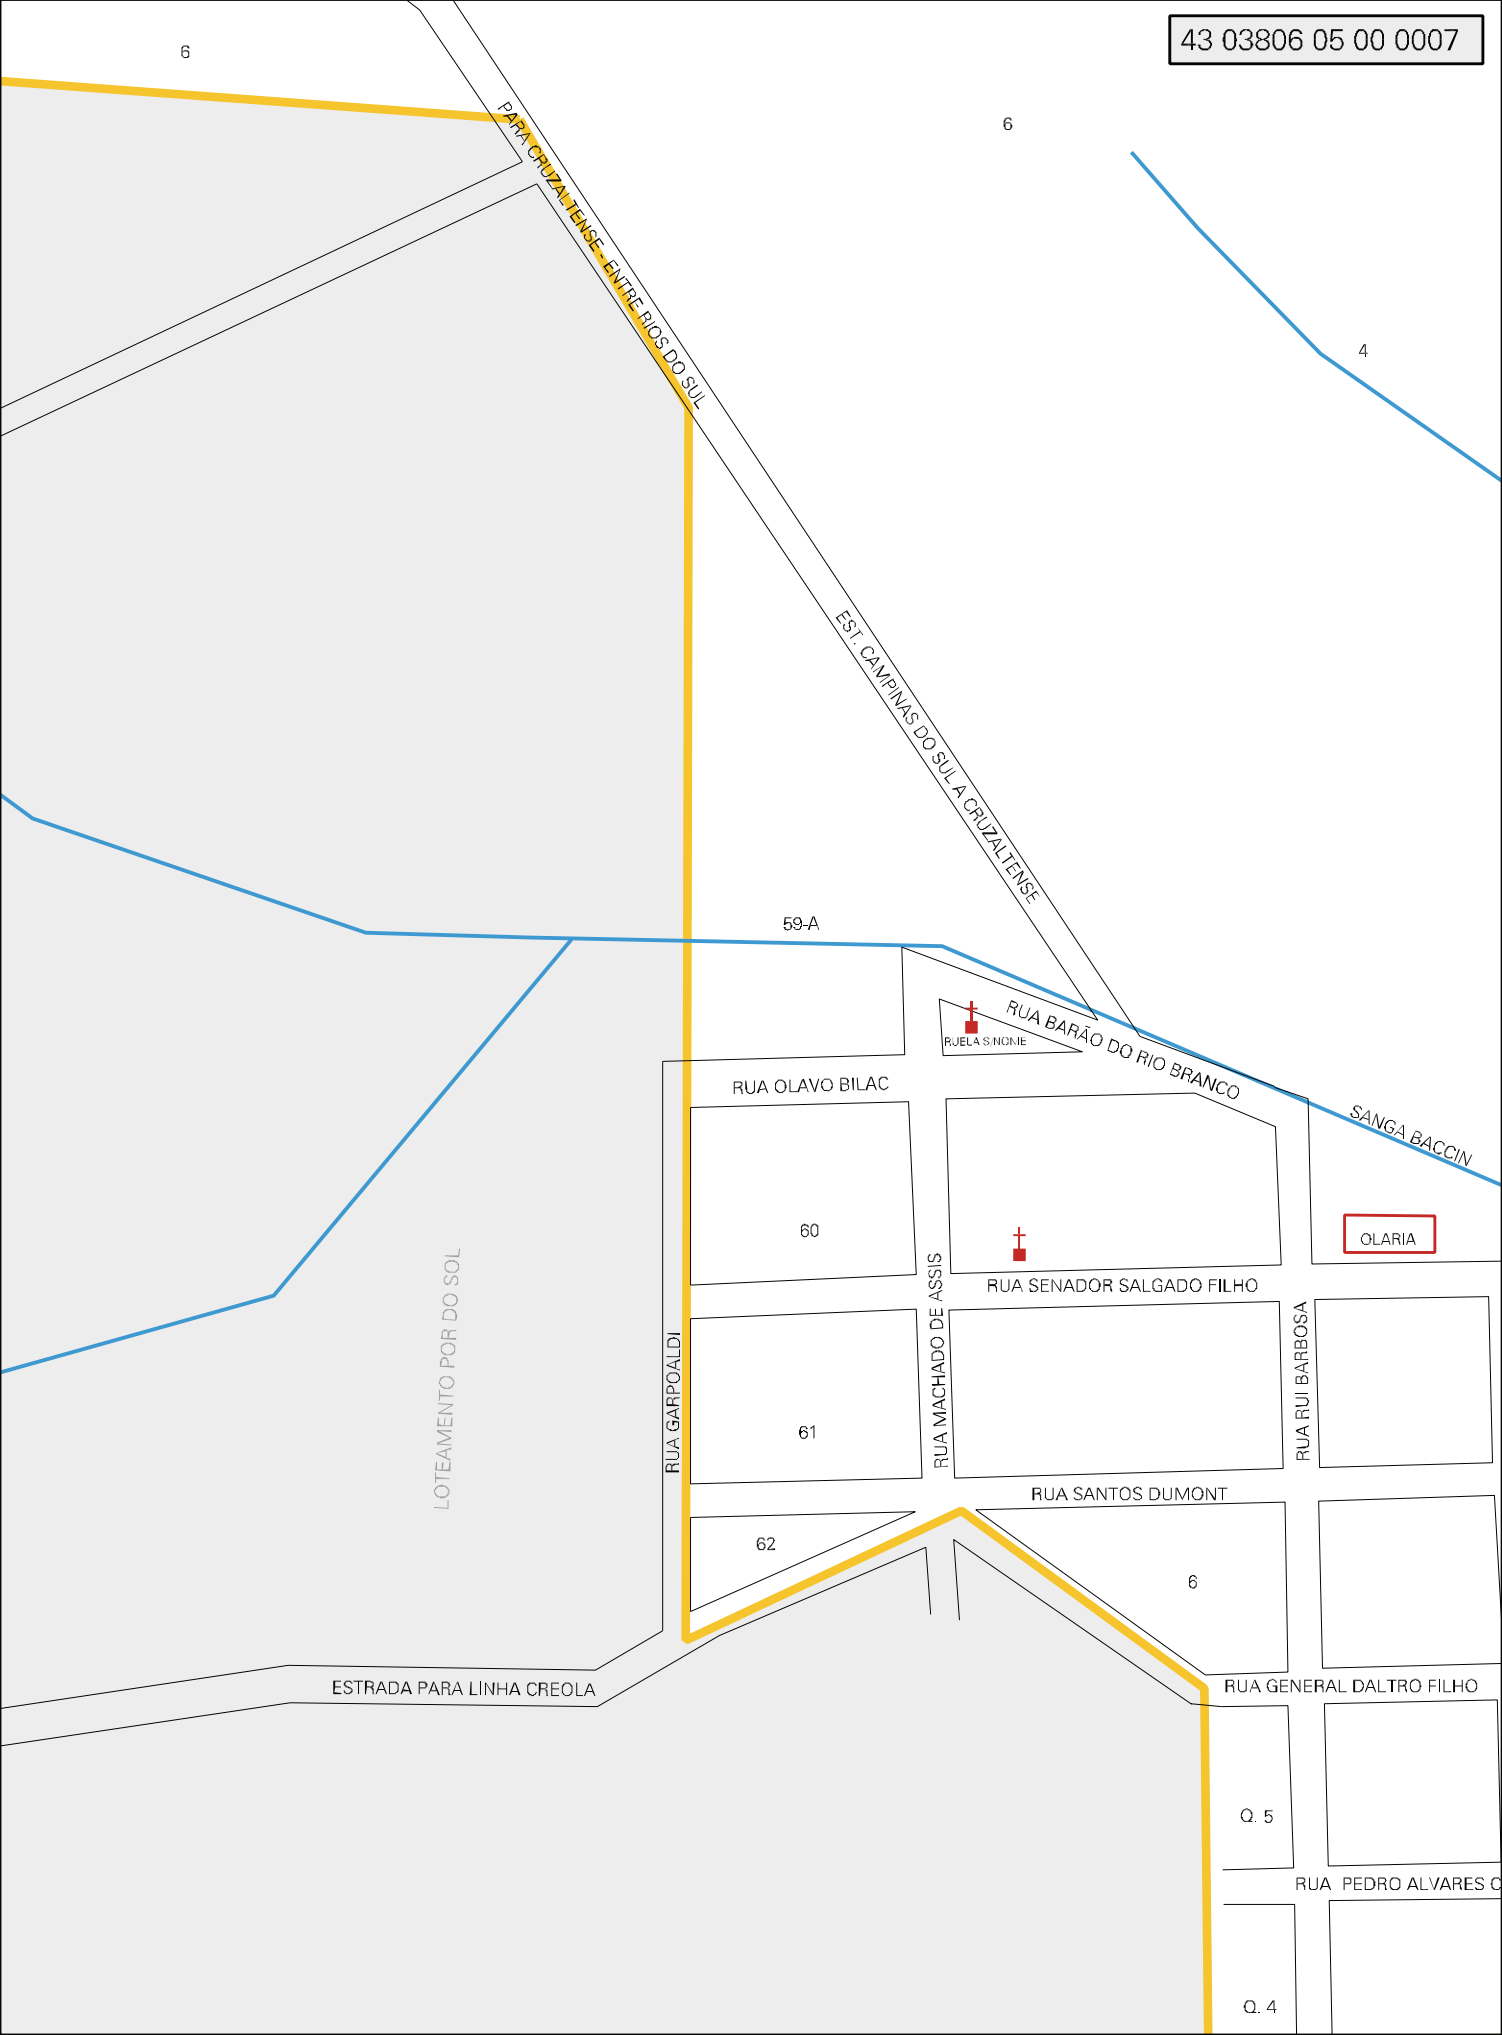 43 03806 05 00 0007
6
6
PARA CRUZALTENSE - ENTRE RIOS DO SUL
4
EST. CAMPINAS DO SUL A CRUZALTENSE
59-A
RUA BARÃO DO RIO BRANCO
RUELA S/NOME
RUA OLAVO BILAC
SANGA BACCIN
60
OLARIA
RUA SENADOR SALGADO FILHO
LOTEAMENTO POR DO SOL
RUA GARPOALDI
RUA MACHADO DE ASSIS
RUA RUI BARBOSA
61
RUA SANTOS DUMONT
62
6
ESTRADA PARA LINHA CREOLA
RUA GENERAL DALTRO FILHO
Q. 5
RUA PEDRO ALVARES C
Q. 4